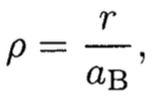 ρ = r / a_B,